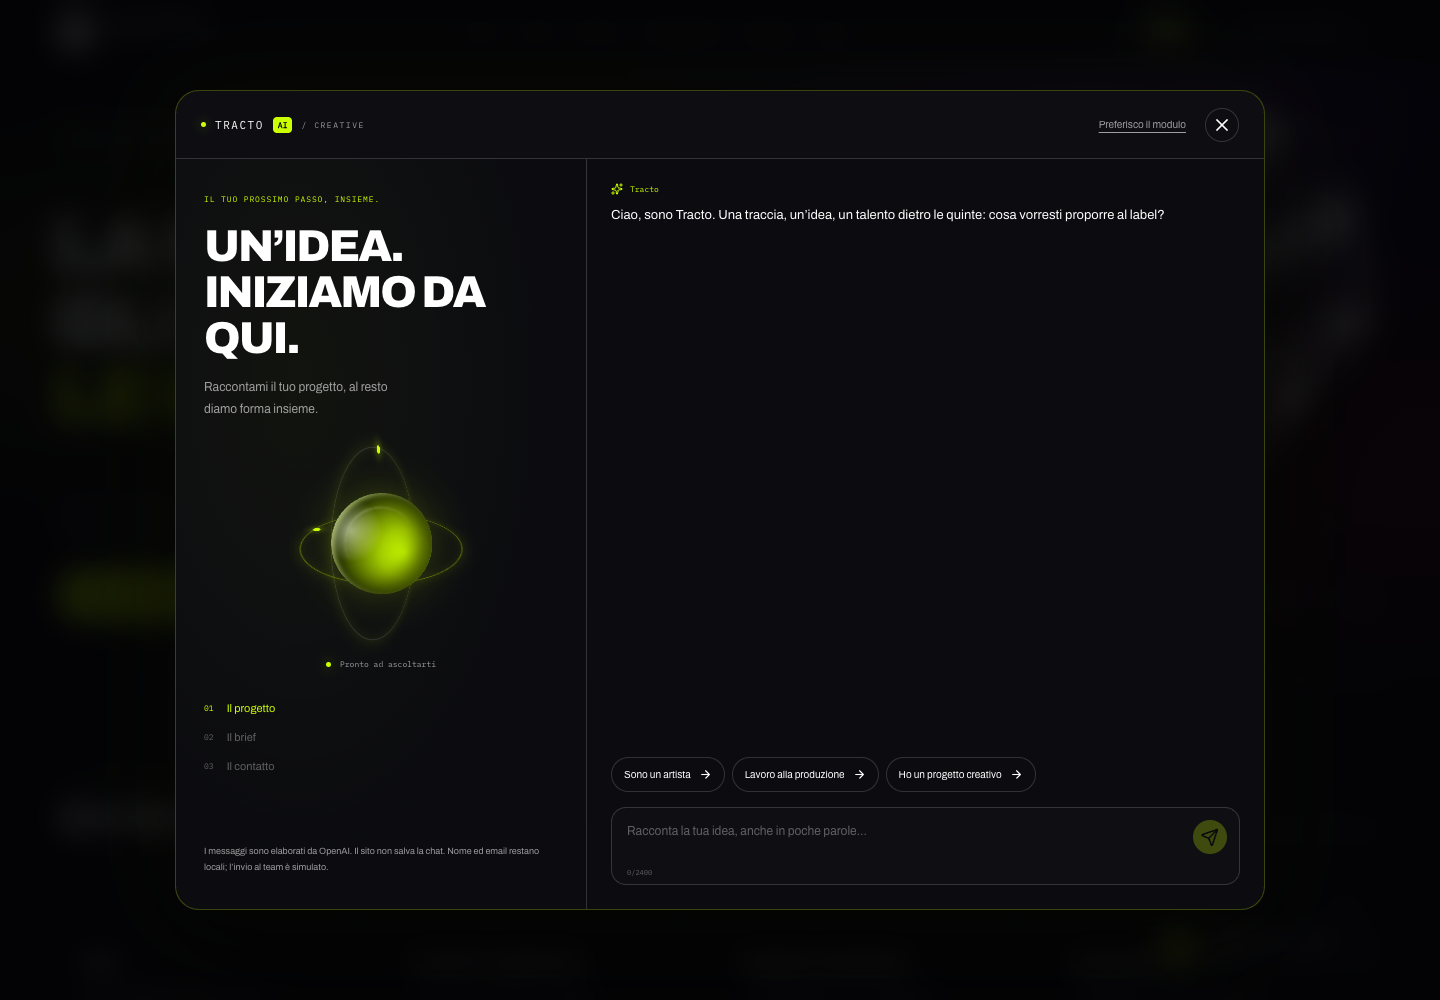 TRACTO AI / CREATIVE
Preferisco il modulo
IL TUO PROSSIMO PASSO, INSIEME.
UN’IDEA.
INIZIAMO DA
QUI.
Raccontami il tuo progetto, al resto
diamo forma insieme.
Pronto ad ascoltarti
01 Il progetto
02 Il brief
03 Il contatto
I messaggi sono elaborati da OpenAI. Il sito non salva la chat. Nome ed email restano
locali; l’invio al team è simulato.
Tracto
Ciao, sono Tracto. Una traccia, un’idea, un talento dietro le quinte: cosa vorresti proporre al label?
Sono un artista →
Lavoro alla produzione →
Ho un progetto creativo →
Racconta la tua idea, anche in poche parole…
0/2400